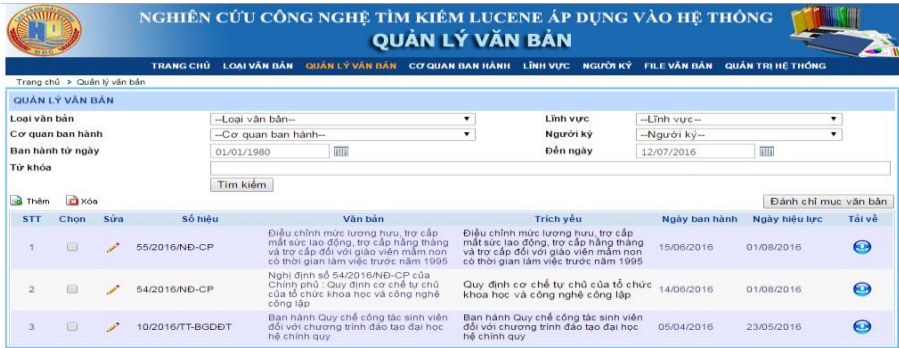 NGHIÊN CỨU CÔNG NGHỆ TÌM KIẾM LUCENE ÁP DỤNG VÀO HỆ THỐNG
QUẢN LÝ VĂN BẢN
TRANG CHỦ LOẠI VĂN BẢN QUẢN LÝ VĂN BẢN CƠ QUAN BAN HÀNH LĨNH VỰC NGƯỜI KÝ FILE VĂN BẢN QUẢN TRỊ HỆ THỐNG
Trang chủ > Quản lý văn bản
QUẢN LÝ VĂN BẢN
Loại văn bản --Loại văn bản-- Lĩnh vực --Lĩnh vực--
Cơ quan ban hành --Cơ quan ban hành-- Người ký --Người ký--
Ban hành từ ngày 01/01/1980 Đến ngày 12/07/2016
Từ khóa
Tìm kiếm
Thêm Xóa Đánh chỉ mục văn bản
STT Chọn Sửa Số hiệu Văn bản Trích yếu Ngày ban hành Ngày hiệu lực Tải về
1 55/2016/NĐ-CP
Điều chỉnh mức lương hưu, trợ cấp
mất sức lao động, trợ cấp hằng tháng
và trợ cấp đối với giáo viên mầm non
có thời gian làm việc trước năm 1995
Điều chỉnh mức lương hưu, trợ cấp
mất sức lao động, trợ cấp hằng tháng
và trợ cấp đối với giáo viên mầm non
có thời gian làm việc trước năm 1995
15/06/2016 01/08/2016
2 54/2016/NĐ-CP
Nghị định số 54/2016/NĐ-CP của
Chính phủ : Quy định cơ chế tự chủ
của tổ chức khoa học và công nghệ
công lập
Quy định cơ chế tự chủ của tổ chức
khoa học và công nghệ công lập
14/06/2016 01/08/2016
3 10/2016/TT-BGDĐT
Ban hành Quy chế công tác sinh viên
đối với chương trình đào tạo đại học
hệ chính quy
Ban hành Quy chế công tác sinh viên
đối với chương trình đào tạo đại học
hệ chính quy
05/04/2016 23/05/2016